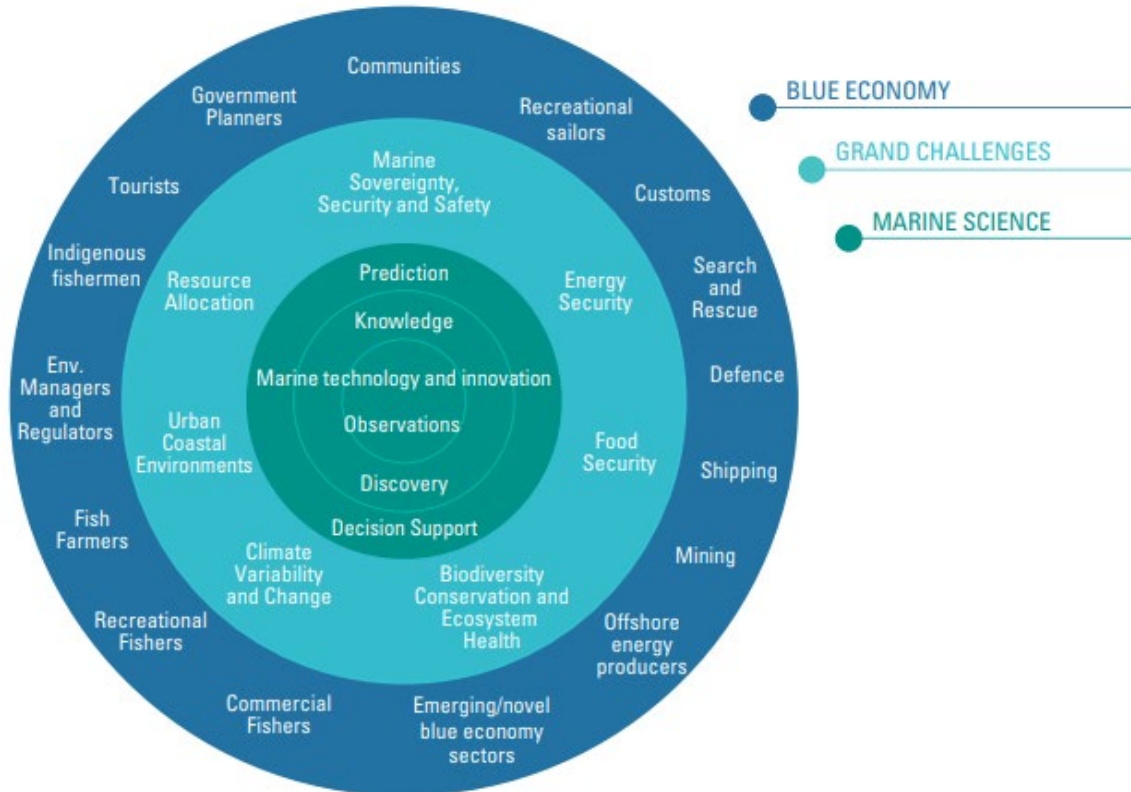 Communities
Recreational
sailors
Customs
Search
and
Rescue
Defence
Shipping
Mining
Offshore
energy
producers
Emerging/novel
blue economy
sectors
Commercial
Fishers
Recreational
Fishers
Fish
Farmers
Env.
Managers
and
Regulators
Indigenous
fishermen
Tourists
Government
Planners
Marine
Sovereignty,
Security and Safety
Energy
Security
Food
Security
Biodiversity
Conservation and
Ecosystem
Health
Climate
Variability
and Change
Urban
Coastal
Environments
Resource
Allocation
Prediction
Knowledge
Marine technology and innovation
Observations
Discovery
Decision Support
BLUE ECONOMY
GRAND CHALLENGES
MARINE SCIENCE